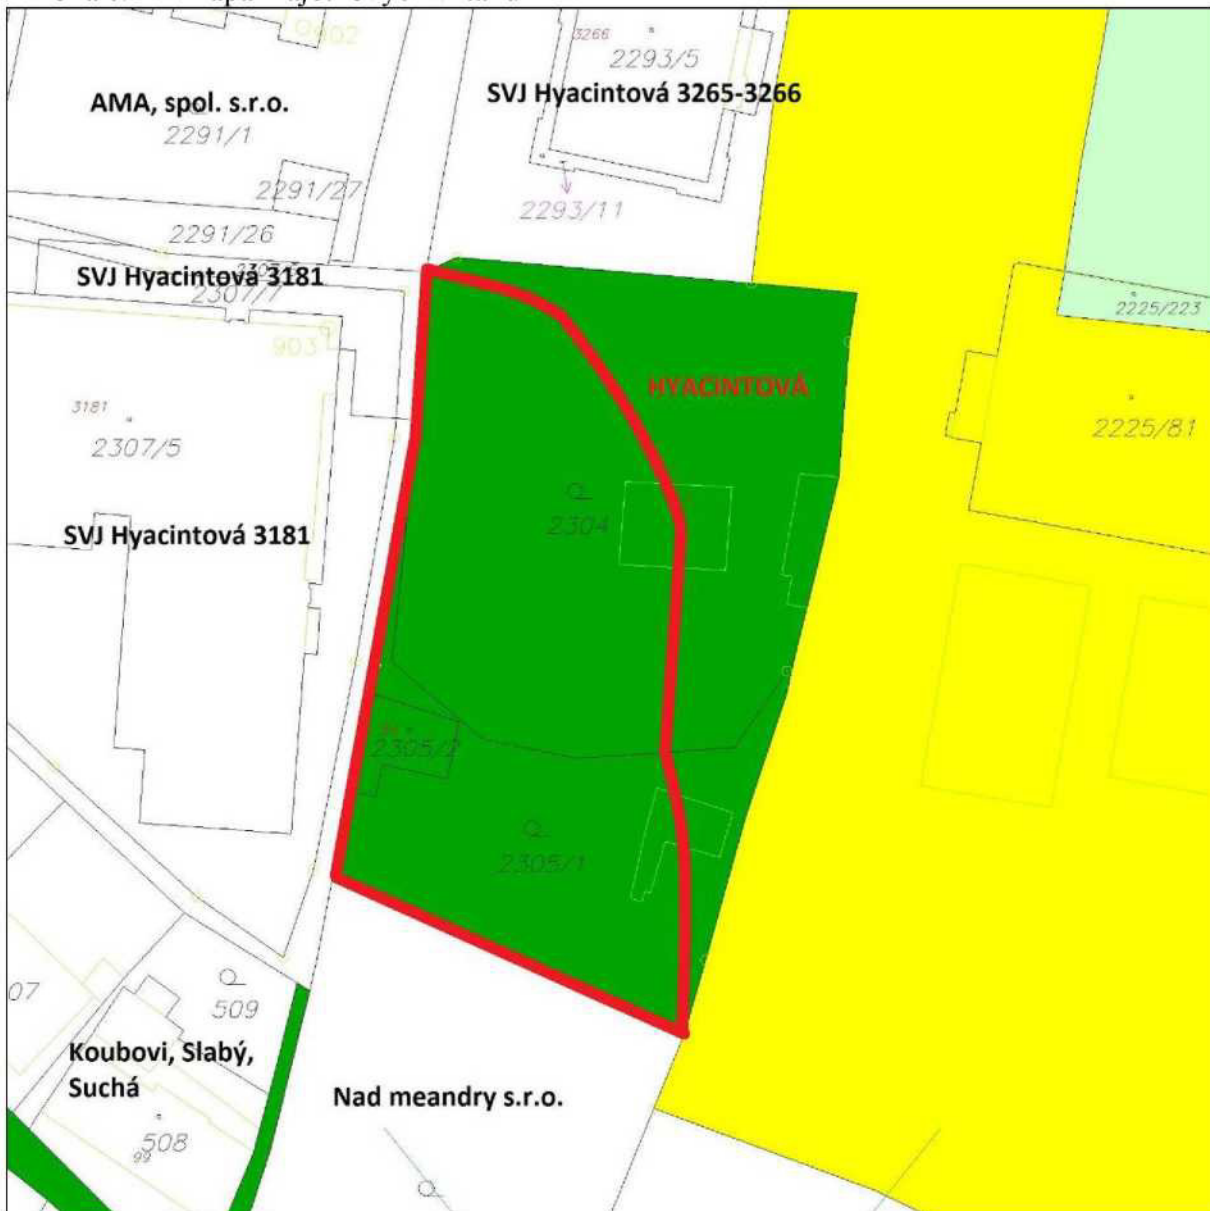 902
3266
2293/5
SVJ Hyacintová 3265-3266
AMA, spol. s.r.o.
2291/1
2291/27
2293/11
2291/26
SVJ Hyacintová 3181
2307/7
2225/223
903
HYACINTOVÁ
3181
2307/5
2225/81
2304
SVJ Hyacintová 3181
2305/2
2305/1
07
509
Koubovi, Slabý,
Suchá
Nad meandry s.r.o.
508
99